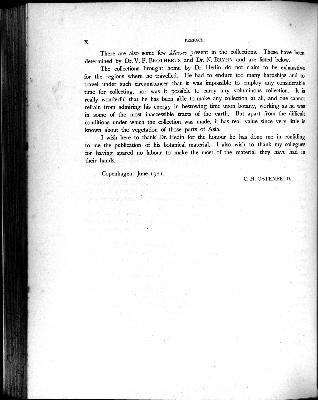 X PREFACE.
There are also some few Mosses present in the collections. These have been
determined by Dr. V. F. BROTHERUS and Dr. N. BRYHN and are listed below.
The collections brought home by Dr. Hedin do not claim to be exhaustive
for the regions where he travelled. He had to endure too many hardships and to
travel under such circumstances that is was impossible to employ any considerable
time for collecting, nor was it possible to carry any voluminous collection. It is
really wonderful that he has been able to make any collection at all, and one cannot
refrain from admiring his energy in bestowing time upon botany, working as he was
in some of the most inaccessible tracts of the earth. But apart from the difficult
conditions under which the collection was made, it has real value since very little is
known about the vegetation of those parts of Asia.
I wish here to thank Dr. Hedin for the honour he has done me in confiding
to me the publication of his botanical material. I also wish to thank my colegues
for having spared no labour to make the most of the material they have had in
their hands.
Copenhagen June
C. H. OSTENFELD.